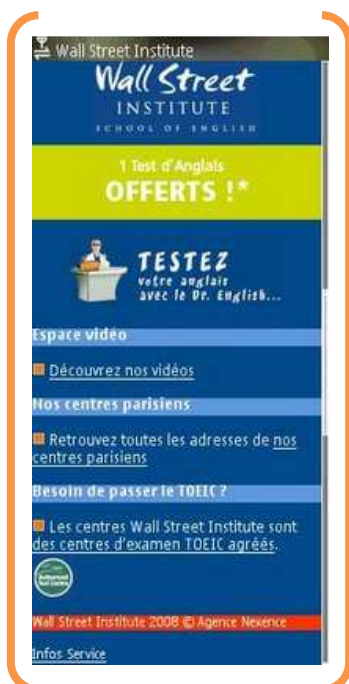 Wall Street Institute
Wall Street
INSTITUTE
SCHOOL OF ENGLISH
1 Test d'Anglais
OFFERTS !*
TESTEZ
votre anglais
avec le Dr. English...
Espace vidéo
Découvrez nos vidéos
Nos centres parisiens
Retrouvez toutes les adresses de nos
centres parisiens
Besoin de passer le TOEIC ?
Les centres Wall Street Institute sont
des centres d'examen TOEIC agréés.
Wall Street Institute 2008 © Agence Nexence
Infos Service